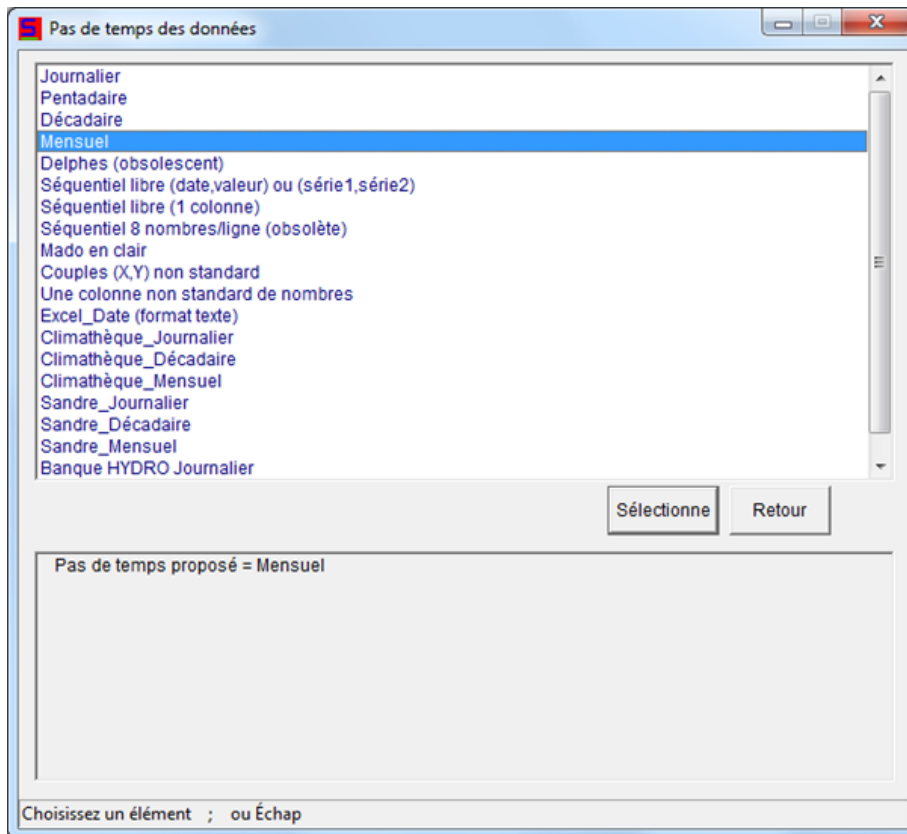 Pas de temps des données
Journalier
Pentadaire
Décadaire
Mensuel
Delphes (obsolescent)
Séquentiel libre (date,valeur) ou (série1,série2)
Séquentiel libre (1 colonne)
Séquentiel 8 nombres/ligne (obsolète)
Mado en clair
Couples (X,Y) non standard
Une colonne non standard de nombres
Excel_Date (format texte)
Climathèque_Journalier
Climathèque_Décadaire
Climathèque_Mensuel
Sandre_Journalier
Sandre_Décadaire
Sandre_Mensuel
Banque HYDRO Journalier
Sélectionne Retour
Pas de temps proposé = Mensuel
Choisissez un élément ; ou Échap